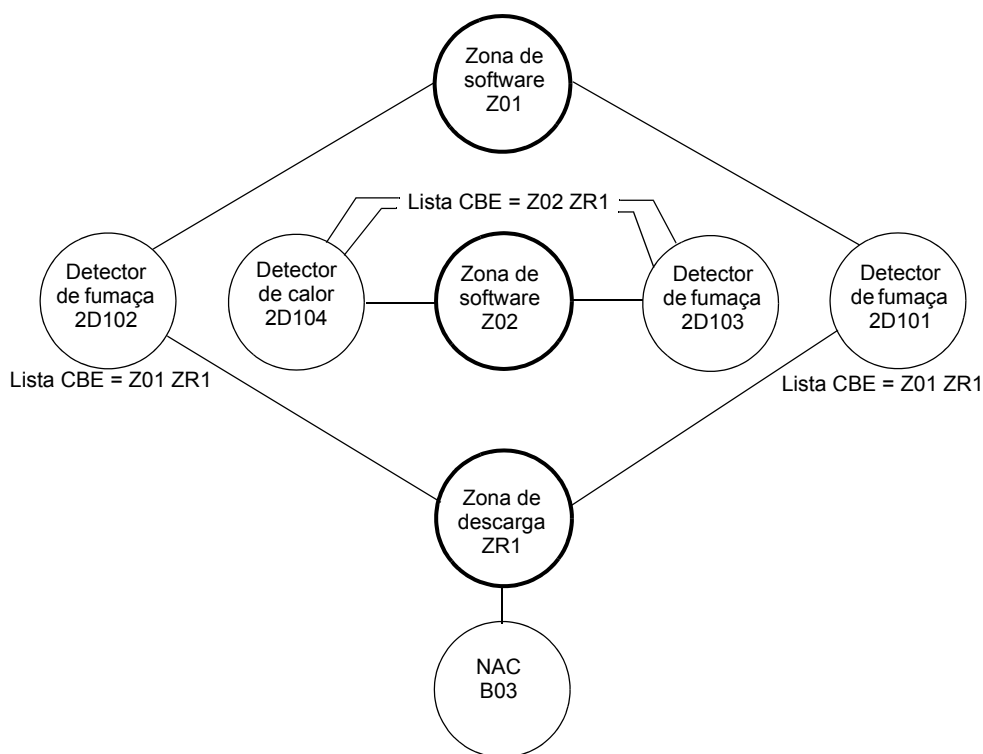 Zona de
software
Z01
Lista CBE = Z02 ZR1
Detector
de fumaça
2D102
Detector
de calor
2D104
Zona de
software
Z02
Detector
de fumaça
2D103
Detector
de fumaça
2D101
Lista CBE = Z01 ZR1
Lista CBE = Z01 ZR1
Zona de
descarga
ZR1
NAC
B03